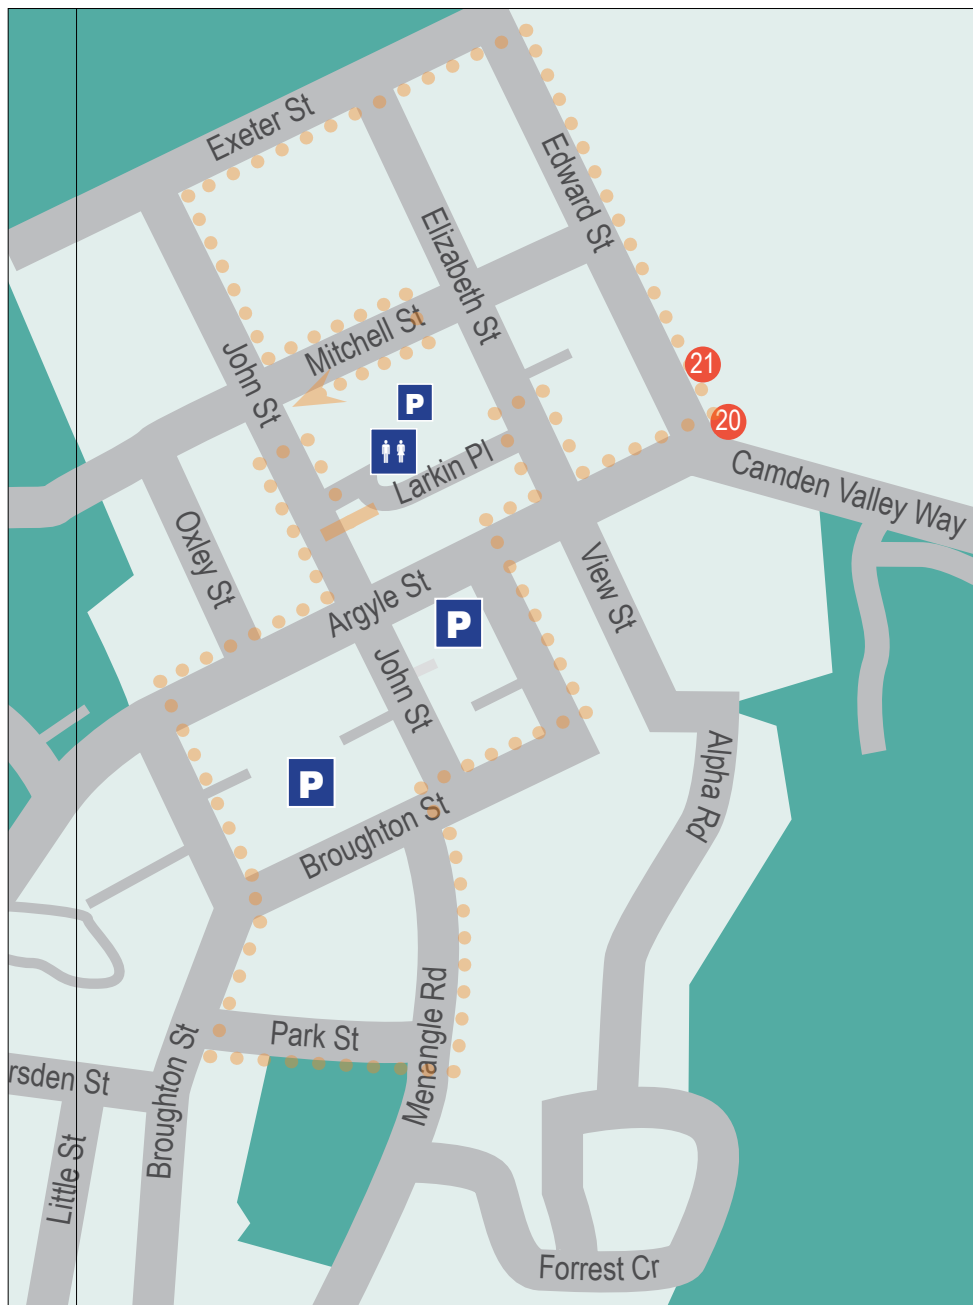 Exeter St
Edward St
Elizabeth St
Mitchell St
John St
21
P
20
Larkin Pl
Camden Valley Way
Oxley St
View St
Argyle St
P
John St
Alpha Rd
P
Broughton St
Menangle Rd
Park St
Broughton St
rsden St
Little St
Forrest Cr